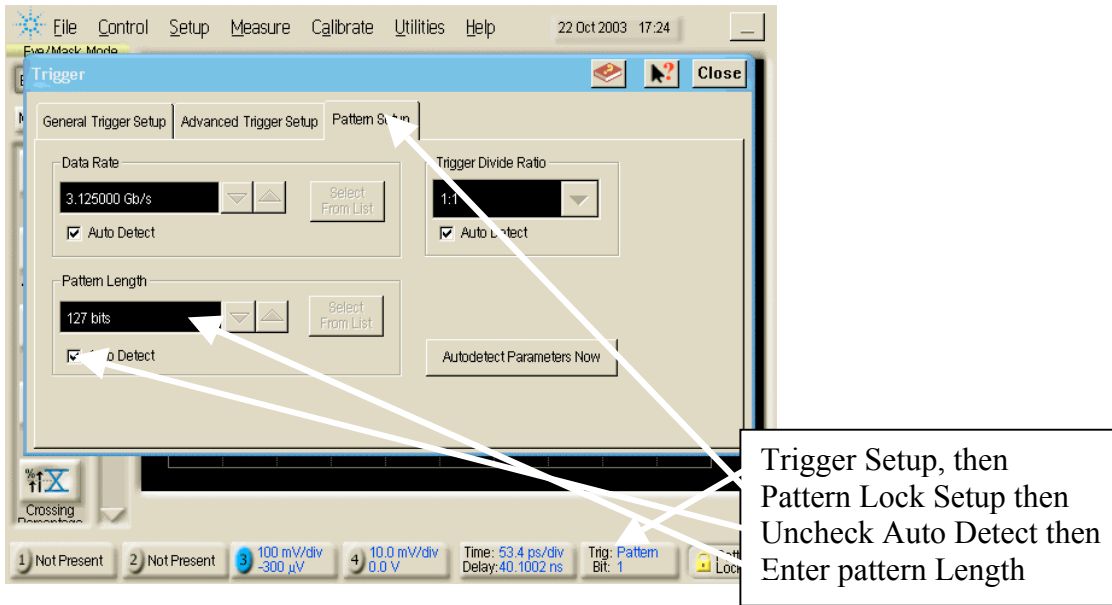 File Control Setup Measure Calibrate Utilities Help 22 Oct 2003 17:24
Eye/Mask Mode
Trigger Close
General Trigger Setup Advanced Trigger Setup Pattern Setup
Data Rate
3.125000 Gb/s
Select
From List
Auto Detect
Trigger Divide Ratio
1:1
Auto Detect
Pattern Length
127 bits
Select
From List
Auto Detect
Autodetect Parameters Now
Trigger Setup, then
Pattern Lock Setup then
Uncheck Auto Detect then
Enter pattern Length
%
Crossing
Percentage
1) Not Present
2) Not Present
3 100 mV/div
-300 µV
4) 10.0 mV/div
0.0 V
Time: 53.4 ps/div
Delay:40.1002 ns
Trig: Pattern
Bit: 1